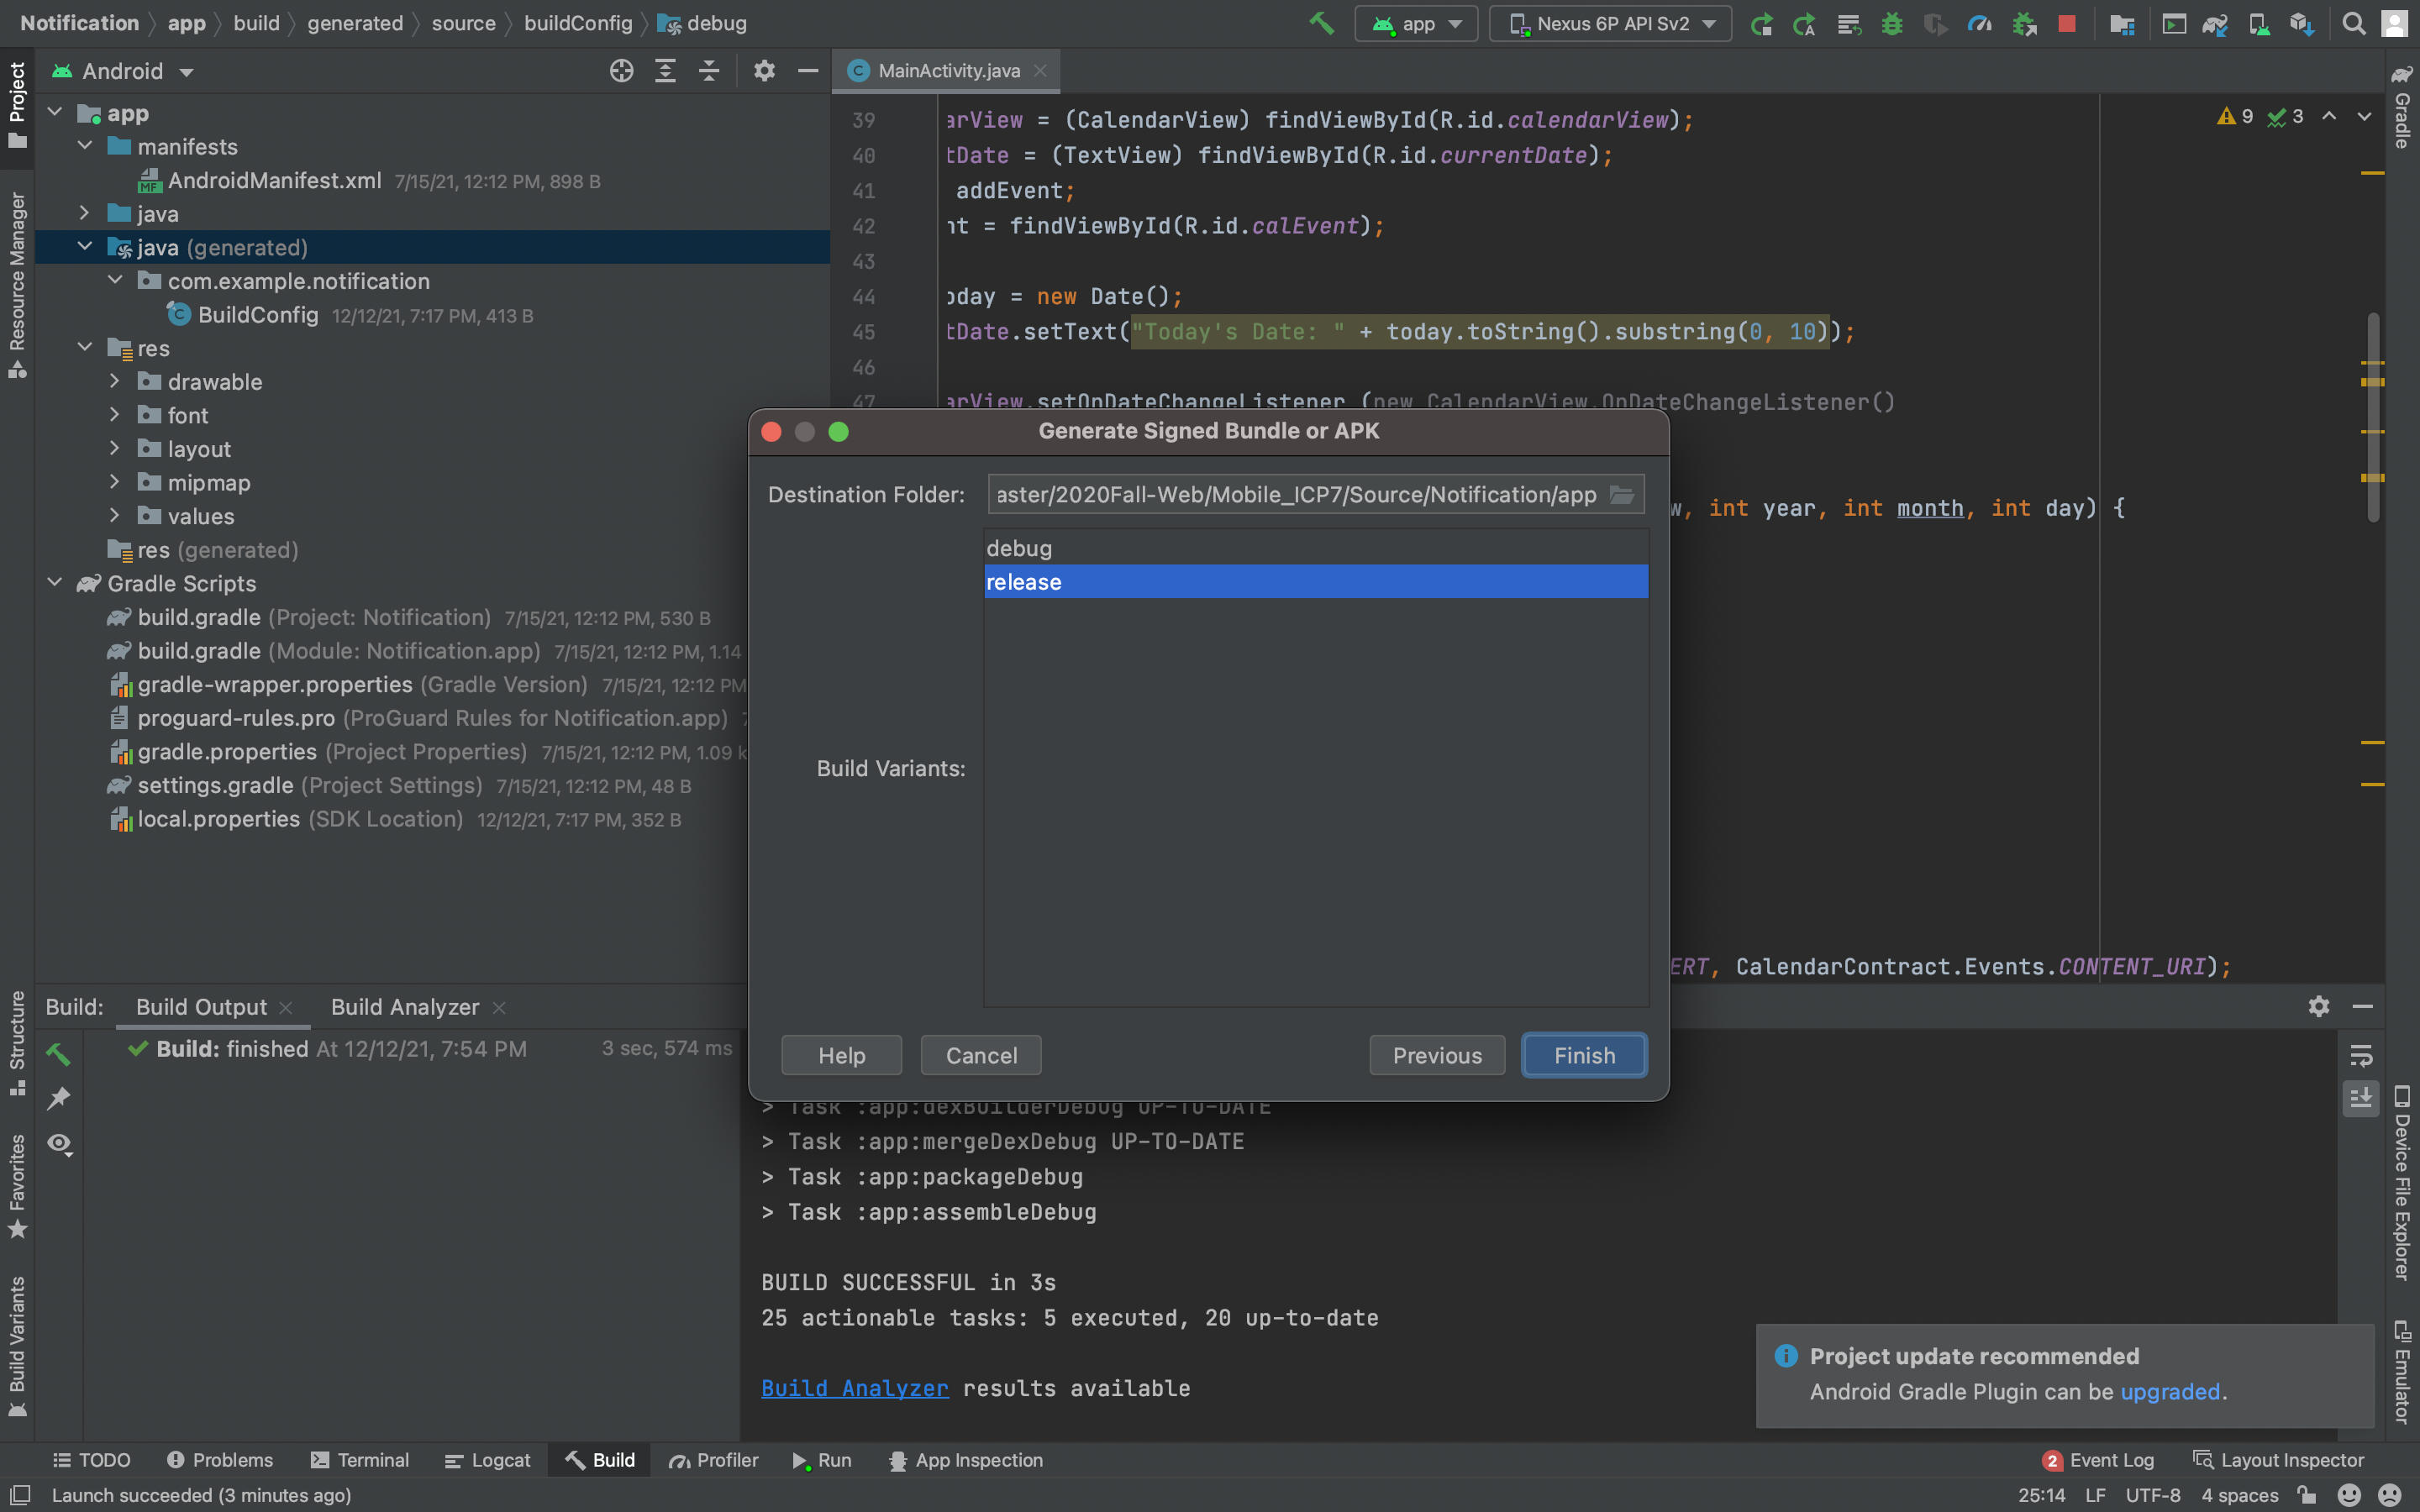 Notification app build generated source buildConfig debug
app Nexus 6P API Sv2
Project
Resource Manager
Structure
Favorites
Build Variants
Android
app
manifests
AndroidManifest.xml 7/15/21, 12:12 PM, 898 B
java
java (generated)
com.example.notification
BuildConfig 12/12/21, 7:17 PM, 413 B
res
drawable
font
layout
mipmap
values
res (generated)
Gradle Scripts
build.gradle (Project: Notification) 7/15/21, 12:12 PM, 530 B
build.gradle (Module: Notification.app) 7/15/21, 12:12 PM, 1.14
gradle-wrapper.properties (Gradle Version) 7/15/21, 12:12 PM
proguard-rules.pro (ProGuard Rules for Notification.app)
gradle.properties (Project Properties) 7/15/21, 12:12 PM, 1.09 k
settings.gradle (Project Settings) 7/15/21, 12:12 PM, 48 B
local.properties (SDK Location) 12/12/21, 7:17 PM, 352 B
MainActivity.java
9 3
39 arView = (CalendarView) findViewById(R.id.calendarView);
40 tDate = (TextView) findViewById(R.id.currentDate);
41 addEvent;
42 nt = findViewById(R.id.calEvent);
43
44 oday = new Date();
45 tDate.setText("Today's Date: " + today.toString().substring(0, 10));
46
47 arView.setOnDateChangeListener (new CalendarView.OnDateChangeListener()
w, int year, int month, int day) {
ERT, CalendarContract.Events.CONTENT_URI);
Generate Signed Bundle or APK
Destination Folder: aster/2020Fall-Web/Mobile_ICP7/Source/Notification/app
debug
release
Build Variants:
Help Cancel Previous Finish
Build: Build Output Build Analyzer
Build: finished At 12/12/21, 7:54 PM 3 sec, 574 ms
> Task :app:dexBuilderDebug UP-TO-DATE
> Task :app:mergeDexDebug UP-TO-DATE
> Task :app:packageDebug
> Task :app:assembleDebug
BUILD SUCCESSFUL in 3s
25 actionable tasks: 5 executed, 20 up-to-date
Build Analyzer results available
Project update recommended
Android Gradle Plugin can be upgraded.
Gradle
Device File Explorer
Emulator
TODO Problems Terminal Logcat Build Profiler Run App Inspection 2 Event Log Layout Inspector
Launch succeeded (3 minutes ago) 25:14 LF UTF-8 4 spaces